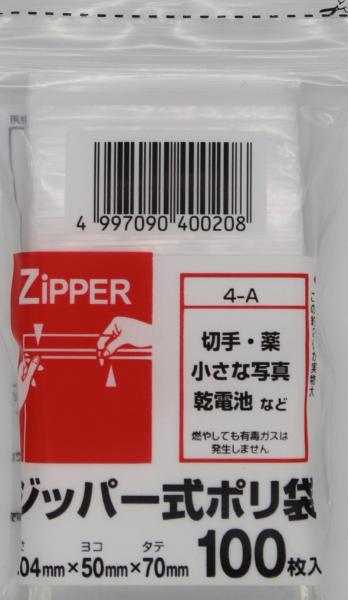 4 997090 400208
ZiPPER
4-A
切手・薬
小さな写真
乾電池 など
燃やしても有毒ガスは
発生しません
ジッパー式ポリ袋
さ ヨコ タテ
.04mm×50mm×70mm 100枚入